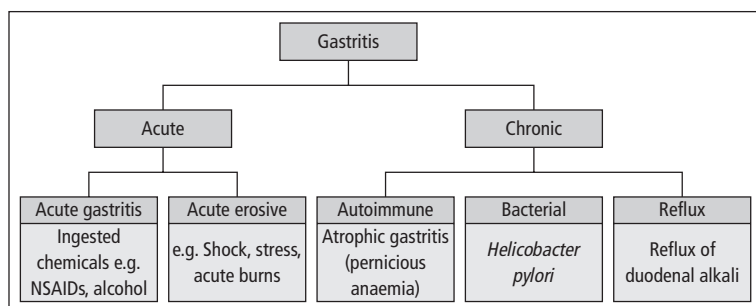 Gastritis
Acute
Chronic
Acute gastritis
Ingested
chemicals e.g.
NSAIDs, alcohol
Acute erosive
e.g. Shock, stress,
acute burns
Autoimmune
Atrophic gastritis
(pernicious
anaemia)
Bacterial
Helicobacter
pylori
Reflux
Reflux of
duodenal alkali